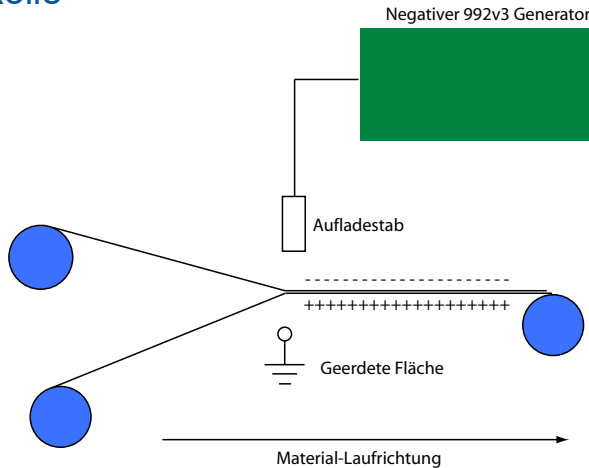 Negativer 992v3 Generator
Aufladestab
- - - - - - - - - - - - - - - - - - - -
+++++++++++++++++++
Geerdete Fläche
Material-Laufrichtung